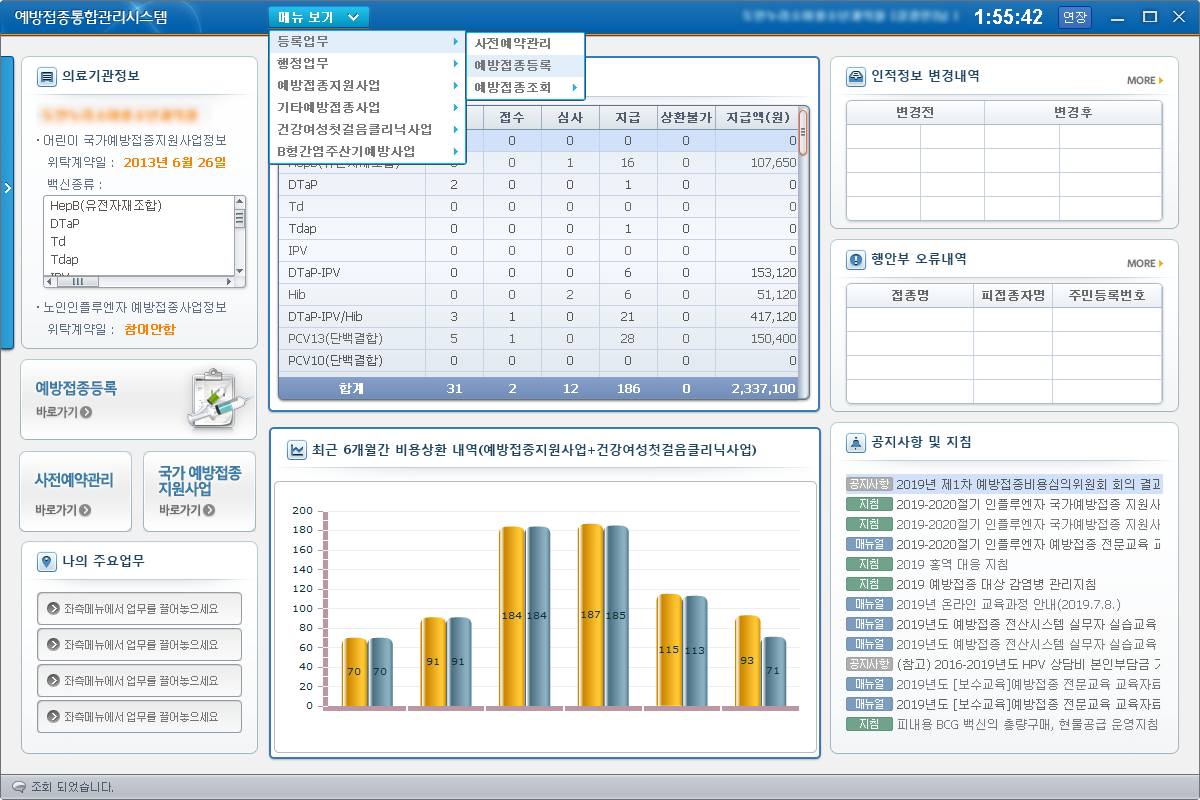 예방접종통합관리시스템
메뉴 보기
1:55:42
연장
등록업무
행정업무
예방접종지원사업
기타예방접종사업
건강여성첫걸음클리닉사업
B형간염주산기예방사업
사전예약관리
예방접종등록
예방접종조회
의료기관정보
· 어린이 국가예방접종지원사업정보
위탁계약일 : 2013년 6월 26일
백신종류 :
HepB(유전자재조합)
DTaP
Td
Tdap
IPV
· 노인인플루엔자 예방접종사업정보
위탁계약일 : 참여안함
예방접종등록
바로가기
사전예약관리
바로가기
국가 예방접종
지원사업
바로가기
나의 주요업무
좌측메뉴에서 업무를 끌어놓으세요
좌측메뉴에서 업무를 끌어놓으세요
좌측메뉴에서 업무를 끌어놓으세요
좌측메뉴에서 업무를 끌어놓으세요
접수 심사 지급 상환불가 지급액(원)
0 0 0 0 0
HepB(유전자재조합) 0 1 16 0 107,650
DTaP 2 0 0 1 0 0
Td 0 0 0 0 0 0
Tdap 0 0 0 1 0 0
IPV 0 0 0 0 0 0
DTaP-IPV 0 0 0 6 0 153,120
Hib 0 0 2 6 0 51,120
DTaP-IPV/Hib 3 1 0 21 0 417,120
PCV13(단백결합) 5 1 0 28 0 150,400
PCV10(단백결합) 0 0 0 0 0 0
합계 31 2 12 186 0 2,337,100
최근 6개월간 비용상환 내역(예방접종지원사업+건강여성첫걸음클리닉사업)
200
180
160
140
120
100
80
60
40
20
0
70 70
91 91
184 184
187 185
115 113
93 71
인적정보 변경내역
MORE
변경전 변경후
행안부 오류내역
MORE
접종명 피접종자명 주민등록번호
공지사항 및 지침
공지사항 2019년 제1차 예방접종비용심의위원회 회의 결과
지침 2019-2020절기 인플루엔자 국가예방접종 지원사
지침 2019-2020절기 인플루엔자 국가예방접종 지원사
매뉴얼 2019-2020절기 인플루엔자 예방접종 전문교육 교
지침 2019 홍역 대응 지침
지침 2019 예방접종 대상 감염병 관리지침
매뉴얼 2019년 온라인 교육과정 안내(2019.7.8.)
매뉴얼 2019년도 예방접종 전산시스템 실무자 실습교육
매뉴얼 2019년도 예방접종 전산시스템 실무자 실습교육
공지사항 (참고) 2016-2019년도 HPV 상담비 본인부담금
매뉴얼 2019년도 [보수교육]예방접종 전문교육 교육자료
매뉴얼 2019년도 [보수교육]예방접종 전문교육 교육자료
지침 피내용 BCG 백신의 총량구매, 현물공급 운영지침
조회 되었습니다.